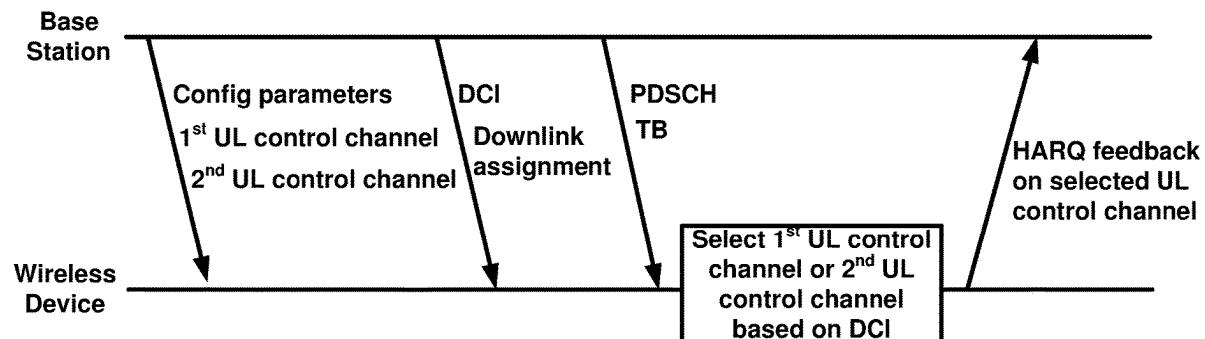 Base
Station
Config parameters
1st UL control channel
2nd UL control channel
DCI
Downlink
assignment
PDSCH
TB
HARQ feedback
on selected UL
control channel
Wireless
Device
Select 1st UL control
channel or 2nd UL
control channel
based on DCI